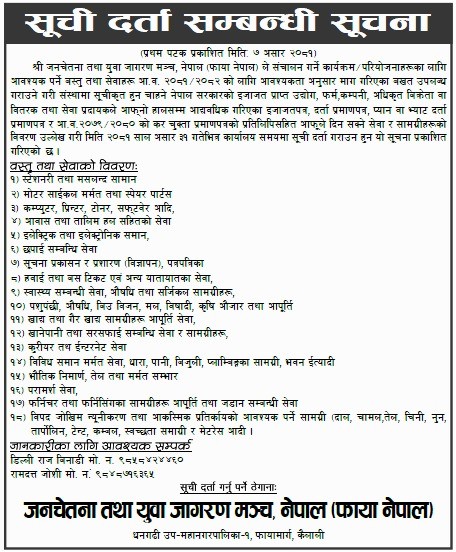 सूची दर्ता सम्बन्धी सूचना
(प्रथम पटक प्रकाशित मिति: ७ असार २०८१)
श्री जनचेतना तथा युवा जागरण मञ्च, नेपाल (फाया नेपाल) ले संचालन गर्ने कार्यक्रम/परियोजनाहरुका लागि
आवश्यक पर्ने वस्तु तथा सेवाहरू आ.व. २०८१/२०८२ को लागि आवश्यकता अनुसार माग गरिएका बखत उपलब्ध
गराउने गरी संस्थामा सूचीकृत हुन चाहने नेपाल सरकारको इजाजत प्राप्त उद्योग, फर्म,कम्पनी, अधिकृत बिक्रेता वा
वितरक तथा सेवा प्रदायकले आफ्नो हालसम्म आद्यवधिक गरिएका इजाजतपत्र, दर्ता प्रमाणपत्र, प्यान वा भ्याट दर्ता
प्रमाणपत्र र आ.व.२०७९/२०८० को कर चुक्ता प्रमाणपत्रको प्रतिलिपिसहित आफूले दिन सक्ने सेवा र सामग्रीहरूको
विवरण उल्लेख गरी मिति २०८१ साल असार ३१ गतेभित्र कार्यालय समयमा सूची दर्ता गराउन हुन यो सूचना प्रकाशित
गरिएको छ ।
वस्तु तथा सेवाको विवरण:
१) स्टेशनरी तथा मसलन्द सामान
२) मोटर साईकल मर्मत तथा स्पेयर पार्टस
३) कम्प्युटर, प्रिन्टर, टोनर, सफ्टवेर आदि,
४) आवास तथा तालिम हल सहितको सेवा
५) इलेक्ट्रिक तथा इलेक्ट्रोनिक समान,
६) छपाई सम्बन्धि सेवा
७) सूचना प्रकासन र प्रशारण (विज्ञापन), पत्रपत्रिका
८) हवाई तथा बस टिकट एवं अन्य यातायातका सेवा,
९) स्वास्थ्य सम्बन्धी सेवा, औषधि तथा सर्जिकल सामग्रीहरु,
१०) पशुपंछी, औषधि, बिउ विजन, मल, विषादी, कृषि औजार तथा आपूर्ति
११) खाद्य तथा गैर खाद्य सामग्रीहरु आपूर्ति सेवा,
१२) खानेपानी तथा सरसफाई सम्बन्धि सेवा र सामग्रीहरू,
१३) कुरीयर तथा ईन्टरनेट सेवा
१४) विविध समान मर्मत सेवा, धारा, पानी, बिजुली, प्लाम्बिङ्का सामग्री, भवन ईत्यादी
१५) भौतिक निमार्ण, तेल तथा मर्मत सम्भार
१६) परामर्श सेवा,
१७) फर्निचर तथा फर्निसिंगका सामग्रीहरू आपूर्ति तथा जडान सम्बन्धी सेवा
१८) विपद जोखिम न्यूनीकरण तथा आकस्मिक प्रतिर्कायको आवश्यक पर्ने सामग्री (दाल, चामल,तेल, चिनी, नुन,
तार्पोलिन, टेन्ट, कम्बल, स्वच्छता समाग्री र मेटरेस आदी ।
जानकारीका लागि आवश्यक सम्पर्क
डिल्ली राज बिनाडी मो. न. ९८५८४२४४६०
रामदत्त जोशी मो. न. ९८४८७१६३६५
सूची दर्ता गर्नु पर्ने ठेगाना:
जनचेतना तथा युवा जागरण मञ्च, नेपाल (फाया नेपाल)
धनगढी उप-महानगरपालिका-१, फायामार्ग, कैलाली